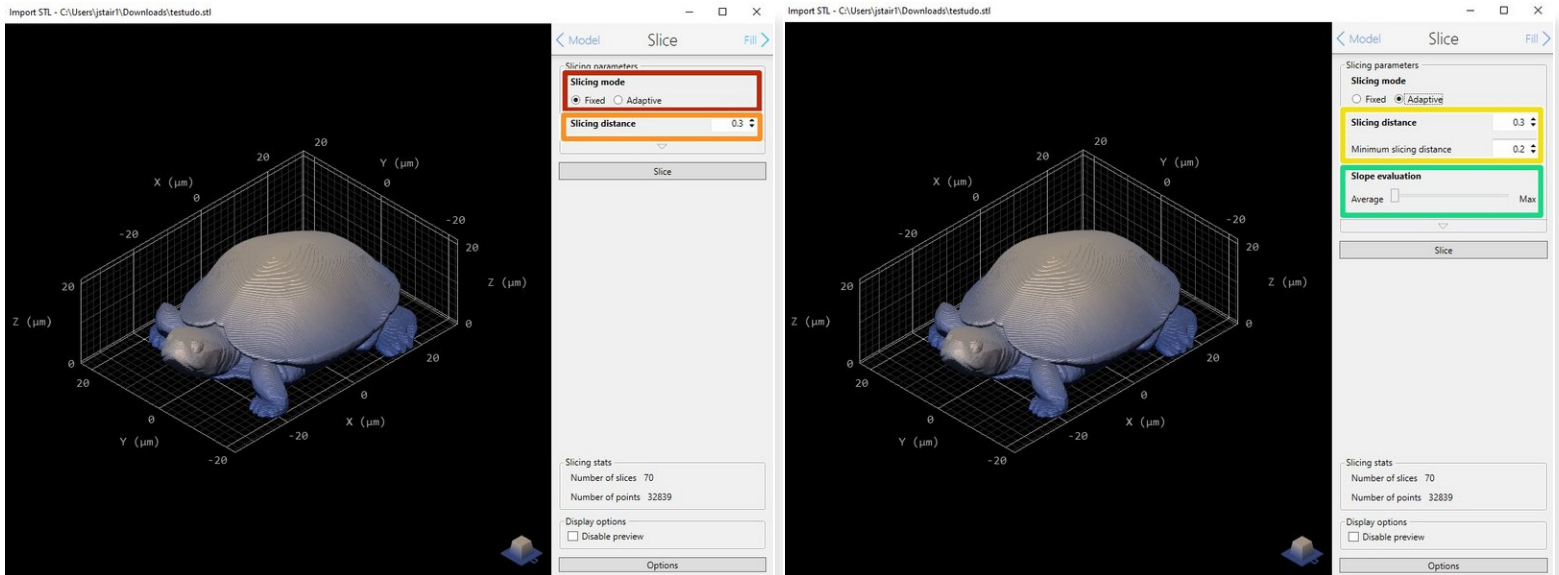 Import STL - C:\Users\jstair1\Downloads\testudo.stl
Model Slice Fill
Slicing parameters
Slicing mode
Fixed Adaptive
Slicing distance 0.3
Slice
20 20
X (μm) Y (μm)
0 0
-20 -20
20 20
Z (μm) Z (μm)
0 0
20 20
0 0
Y (μm) X (μm)
-20 -20
Slicing stats
Number of slices 70
Number of points 32839
Display options
Disable preview
Options
Import STL - C:\Users\jstair1\Downloads\testudo.stl
Model Slice Fill
Slicing parameters
Slicing mode
Fixed Adaptive
Slicing distance 0.3
Minimum slicing distance 0.2
Slope evaluation
Average Max
Slice
20 20
X (μm) Y (μm)
0 0
-20 -20
20 20
Z (μm) Z (μm)
0 0
20 20
0 0
Y (μm) X (μm)
-20 -20
Slicing stats
Number of slices 70
Number of points 32839
Display options
Disable preview
Options